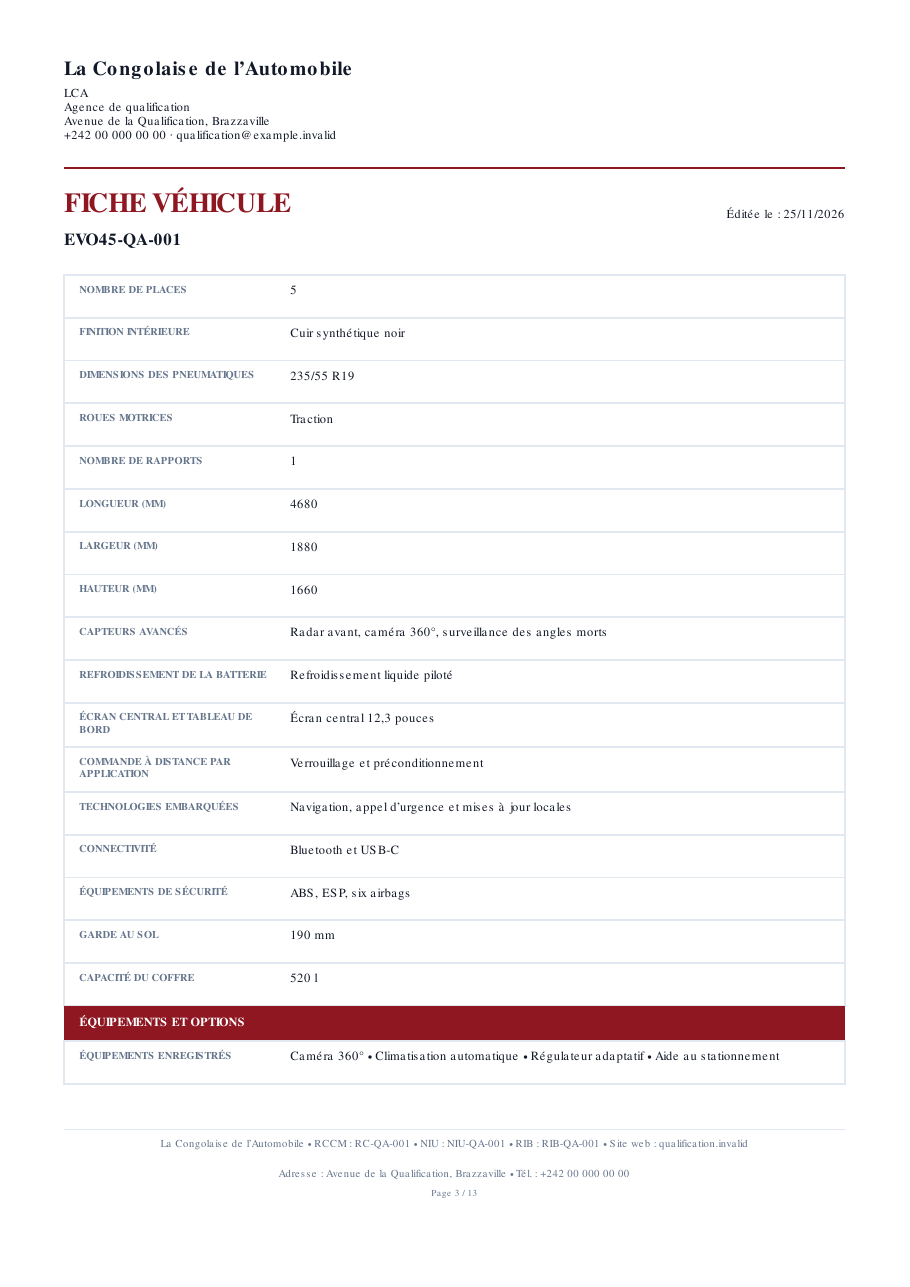 La Congolaise de l'Automobile
LCA
Agence de qualification
Avenue de la Qualification, Brazzaville
+242 00 000 00 00 · qualification@example.invalid
FICHE VÉHICULE
Éditée le : 25/11/2026
EVO45-QA-001
NOMBRE DE PLACES 5
FINITION INTÉRIEURE Cuir synthétique noir
DIMENSIONS DES PNEUMATIQUES 235/55 R19
ROUES MOTRICES Traction
NOMBRE DE RAPPORTS 1
LONGUEUR (MM) 4680
LARGEUR (MM) 1880
HAUTEUR (MM) 1660
CAPTEURS AVANCÉS Radar avant, caméra 360°, surveillance des angles morts
REFROIDISSEMENT DE LA BATTERIE Refroidissement liquide piloté
ÉCRAN CENTRAL ET TABLEAU DE Écran central 12,3 pouces
BORD
COMMANDE À DISTANCE PAR Verrouillage et préconditionnement
APPLICATION
TECHNOLOGIES EMBARQUÉES Navigation, appel d'urgence et mises à jour locales
CONNECTIVITÉ Bluetooth et USB-C
ÉQUIPEMENTS DE SÉCURITÉ ABS, ESP, six airbags
GARDE AU SOL 190 mm
CAPACITÉ DU COFFRE 520 l
ÉQUIPEMENTS ET OPTIONS
ÉQUIPEMENTS ENREGISTRÉS Caméra 360° • Climatisation automatique • Régulateur adaptatif • Aide au stationnement
La Congolaise de l'Automobile • RCCM : RC-QA-001 • NIU : NIU-QA-001 • RIB : RIB-QA-001 • Site web : qualification.invalid
Adresse : Avenue de la Qualification, Brazzaville • Tél. : +242 00 000 00 00
Page 3 / 13